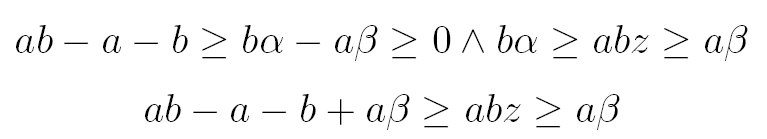 ab − a − b ≥ bα − aβ ≥ 0 ∧ bα ≥ abz ≥ aβ
ab − a − b + aβ ≥ abz ≥ aβ